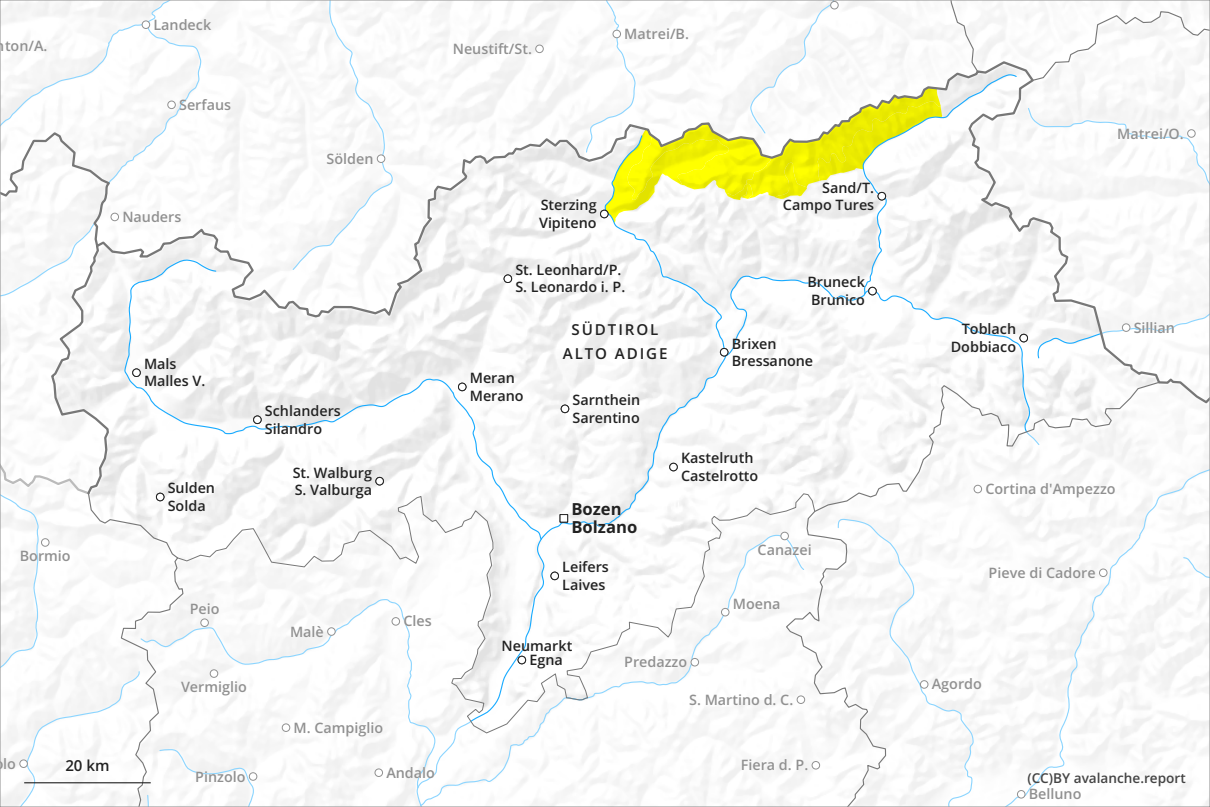 Landeck
Matrei/B.
nton/A.
Neustift/St.
Serfaus
Matrei/O.
Sölden
Sand/T.
Campo Tures
Sterzing
Vipiteno
Nauders
St. Leonhard/P.
S. Leonardo i. P.
Bruneck
Brunico
SÜDTIROL
ALTO ADIGE
Toblach
Dobbiaco
Sillian
Brixen
Bressanone
Mals
Malles V.
Meran
Merano
Schlanders
Silandro
Sarnthein
Sarentino
Kastelruth
Castelrotto
St. Walburg
S. Valburga
Sulden
Solda
Cortina d'Ampezzo
Bozen
Bolzano
Bormio
Canazei
Leifers
Laives
Pieve di Cadore
Peio
Moena
Cles
Malè
Neumarkt
Egna
Predazzo
Vermiglio
Agordo
S. Martino d. C.
M. Campiglio
olo
20 km
Pinzolo
Andalo
Fiera d. P.
(CC)BY avalanche.report
Belluno